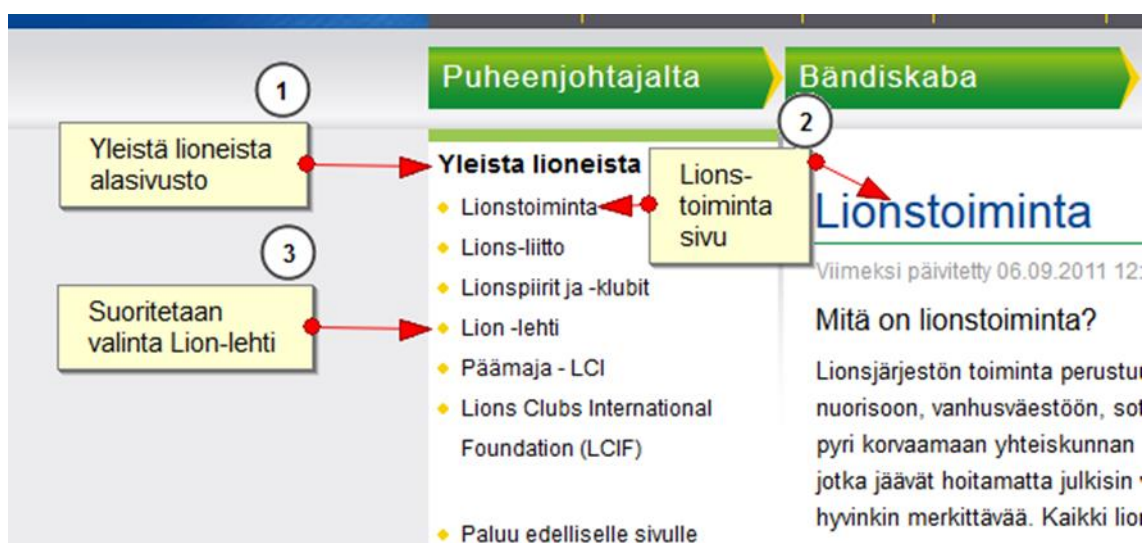 Puheenjohtajalta
Bändiskaba
1
Yleistä lioneista
alasivusto
3
Suoritetaan
valinta Lion-lehti
Yleista lioneista
Lionstoiminta
Lions-liitto
Lionspiirit ja -klubit
Lion -lehti
Päämaja - LCI
Lions Clubs International
Foundation (LCIF)
Paluu edelliselle sivulle
2
Lions-
toiminta
sivu
Lionstoiminta
Viimeksi päivitetty 06.09.2011 12:
Mitä on lionstoiminta?
Lionsjärjestön toiminta perustuu
nuorisoon, vanhusväestöön, sot
pyri korvaamaan yhteiskunnan
jotka jäävät hoitamatta julkisin v
hyvinkin merkittävää. Kaikki lion